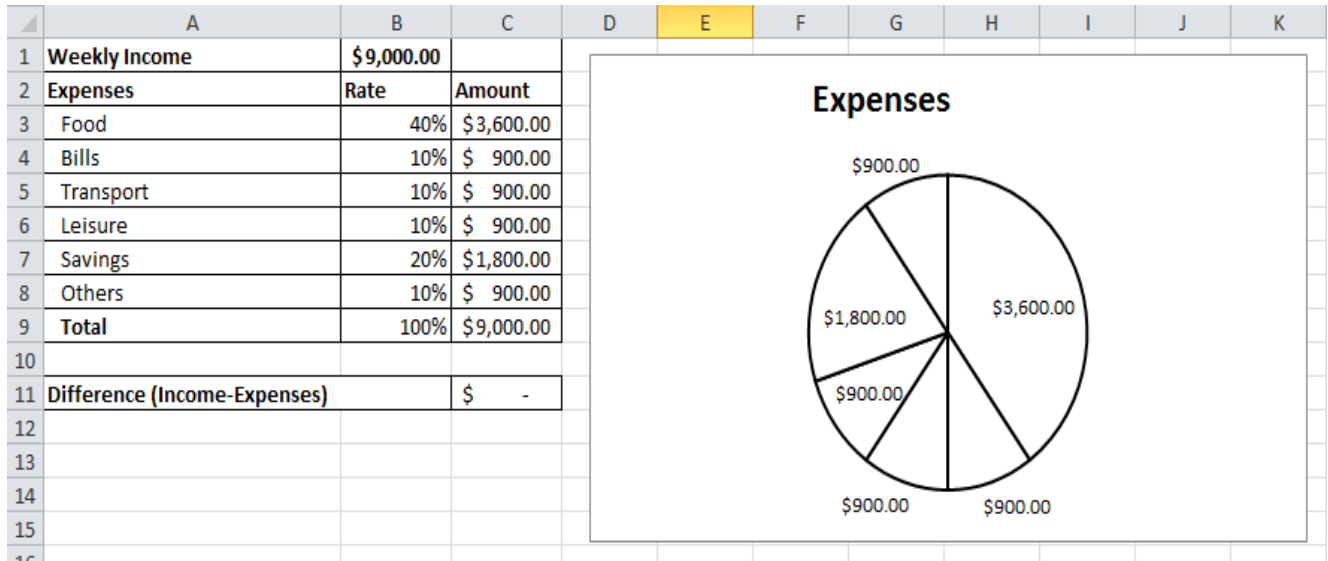 A B C D E F G H I J K
1 Weekly Income $9,000.00
2 Expenses Rate Amount
3 Food 40% $3,600.00
4 Bills 10% $ 900.00
5 Transport 10% $ 900.00
6 Leisure 10% $ 900.00
7 Savings 20% $1,800.00
8 Others 10% $ 900.00
9 Total 100% $9,000.00
10
11 Difference (Income-Expenses) $ -
12
13
14
15
16
Expenses
$900.00
$3,600.00
$1,800.00
$900.00
$900.00
$900.00